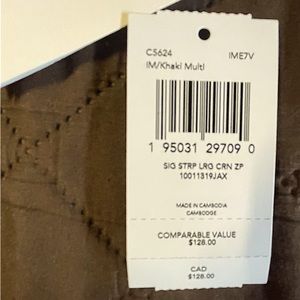 CS624 IME7V
IM/Khaki Multi
1 95031 29709 0
SIG STRP LRG CRN ZP
10011319JAX
MADE IN CAMBODIA
CAMBODGE
COMPARABLE VALUE
$128.00
CAD
$128.00